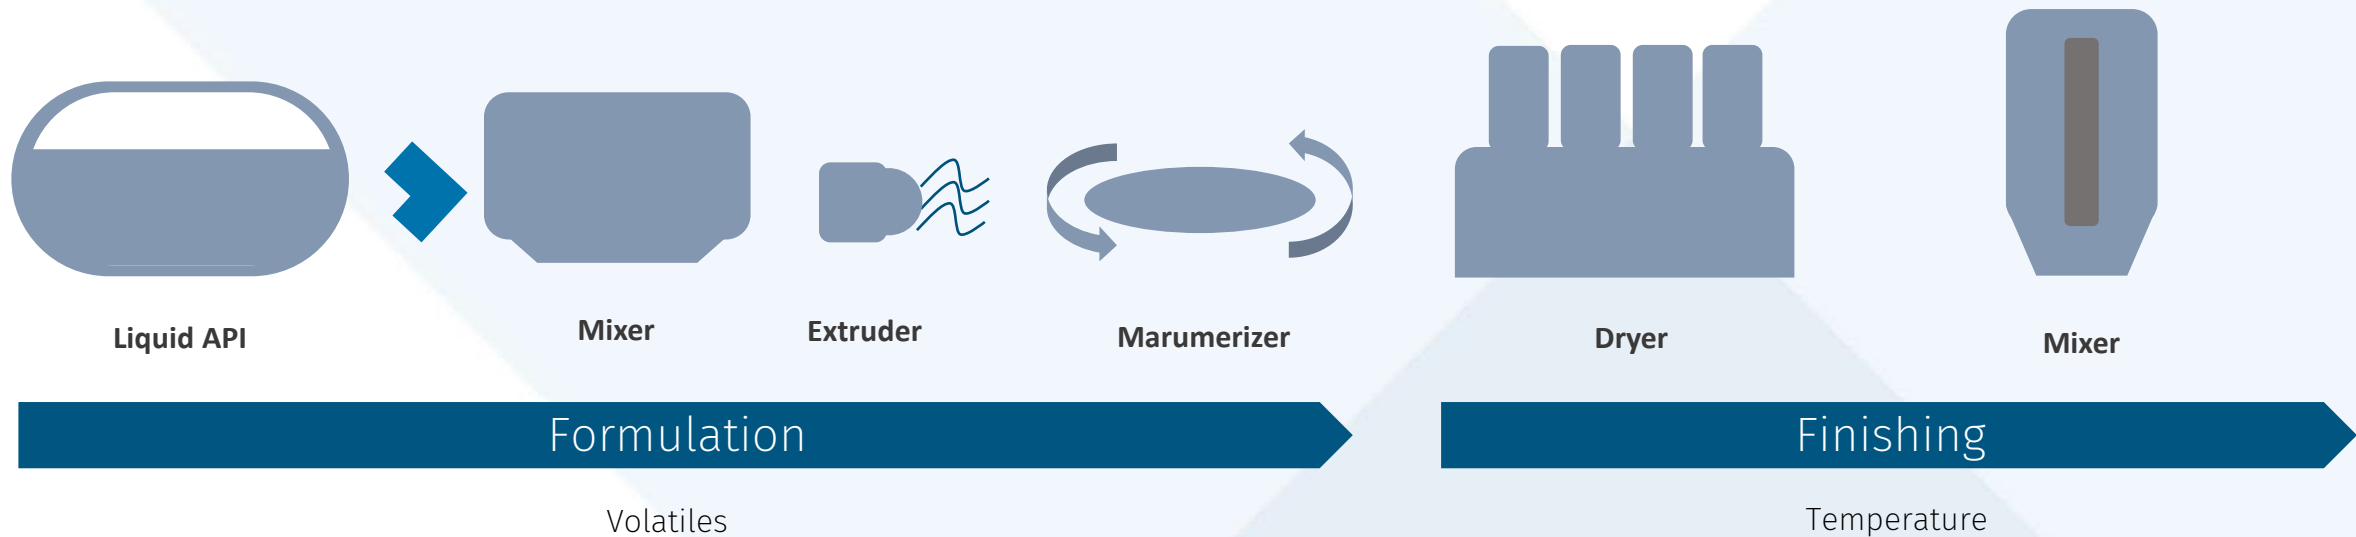 Liquid API
Mixer
Extruder
Marumerizer
Dryer
Mixer
Formulation
Finishing
Volatiles
Temperature